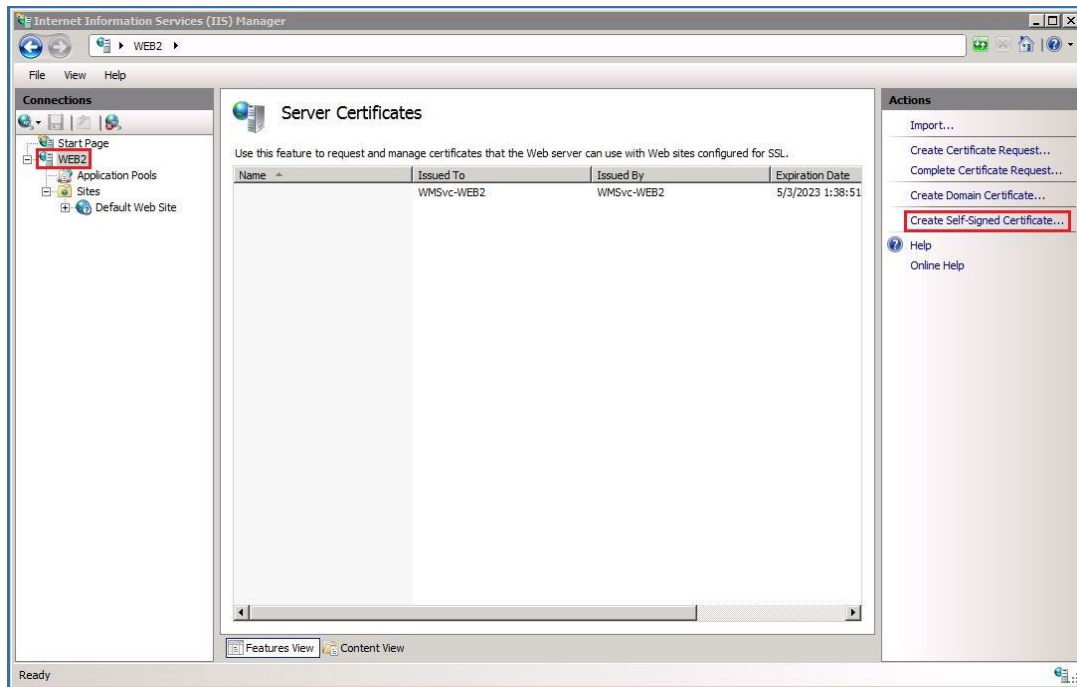 Internet Information Services (IIS) Manager
WEB2
File View Help
Connections
Start Page
WEB2
Application Pools
Sites
Default Web Site
Server Certificates
Use this feature to request and manage certificates that the Web server can use with Web sites configured for SSL.
Name Issued To Issued By Expiration Date
WMSvc-WEB2 WMSvc-WEB2 5/3/2023 1:38:51
Features View Content View
Actions
Import...
Create Certificate Request...
Complete Certificate Request...
Create Domain Certificate...
Create Self-Signed Certificate...
Help
Online Help
Ready